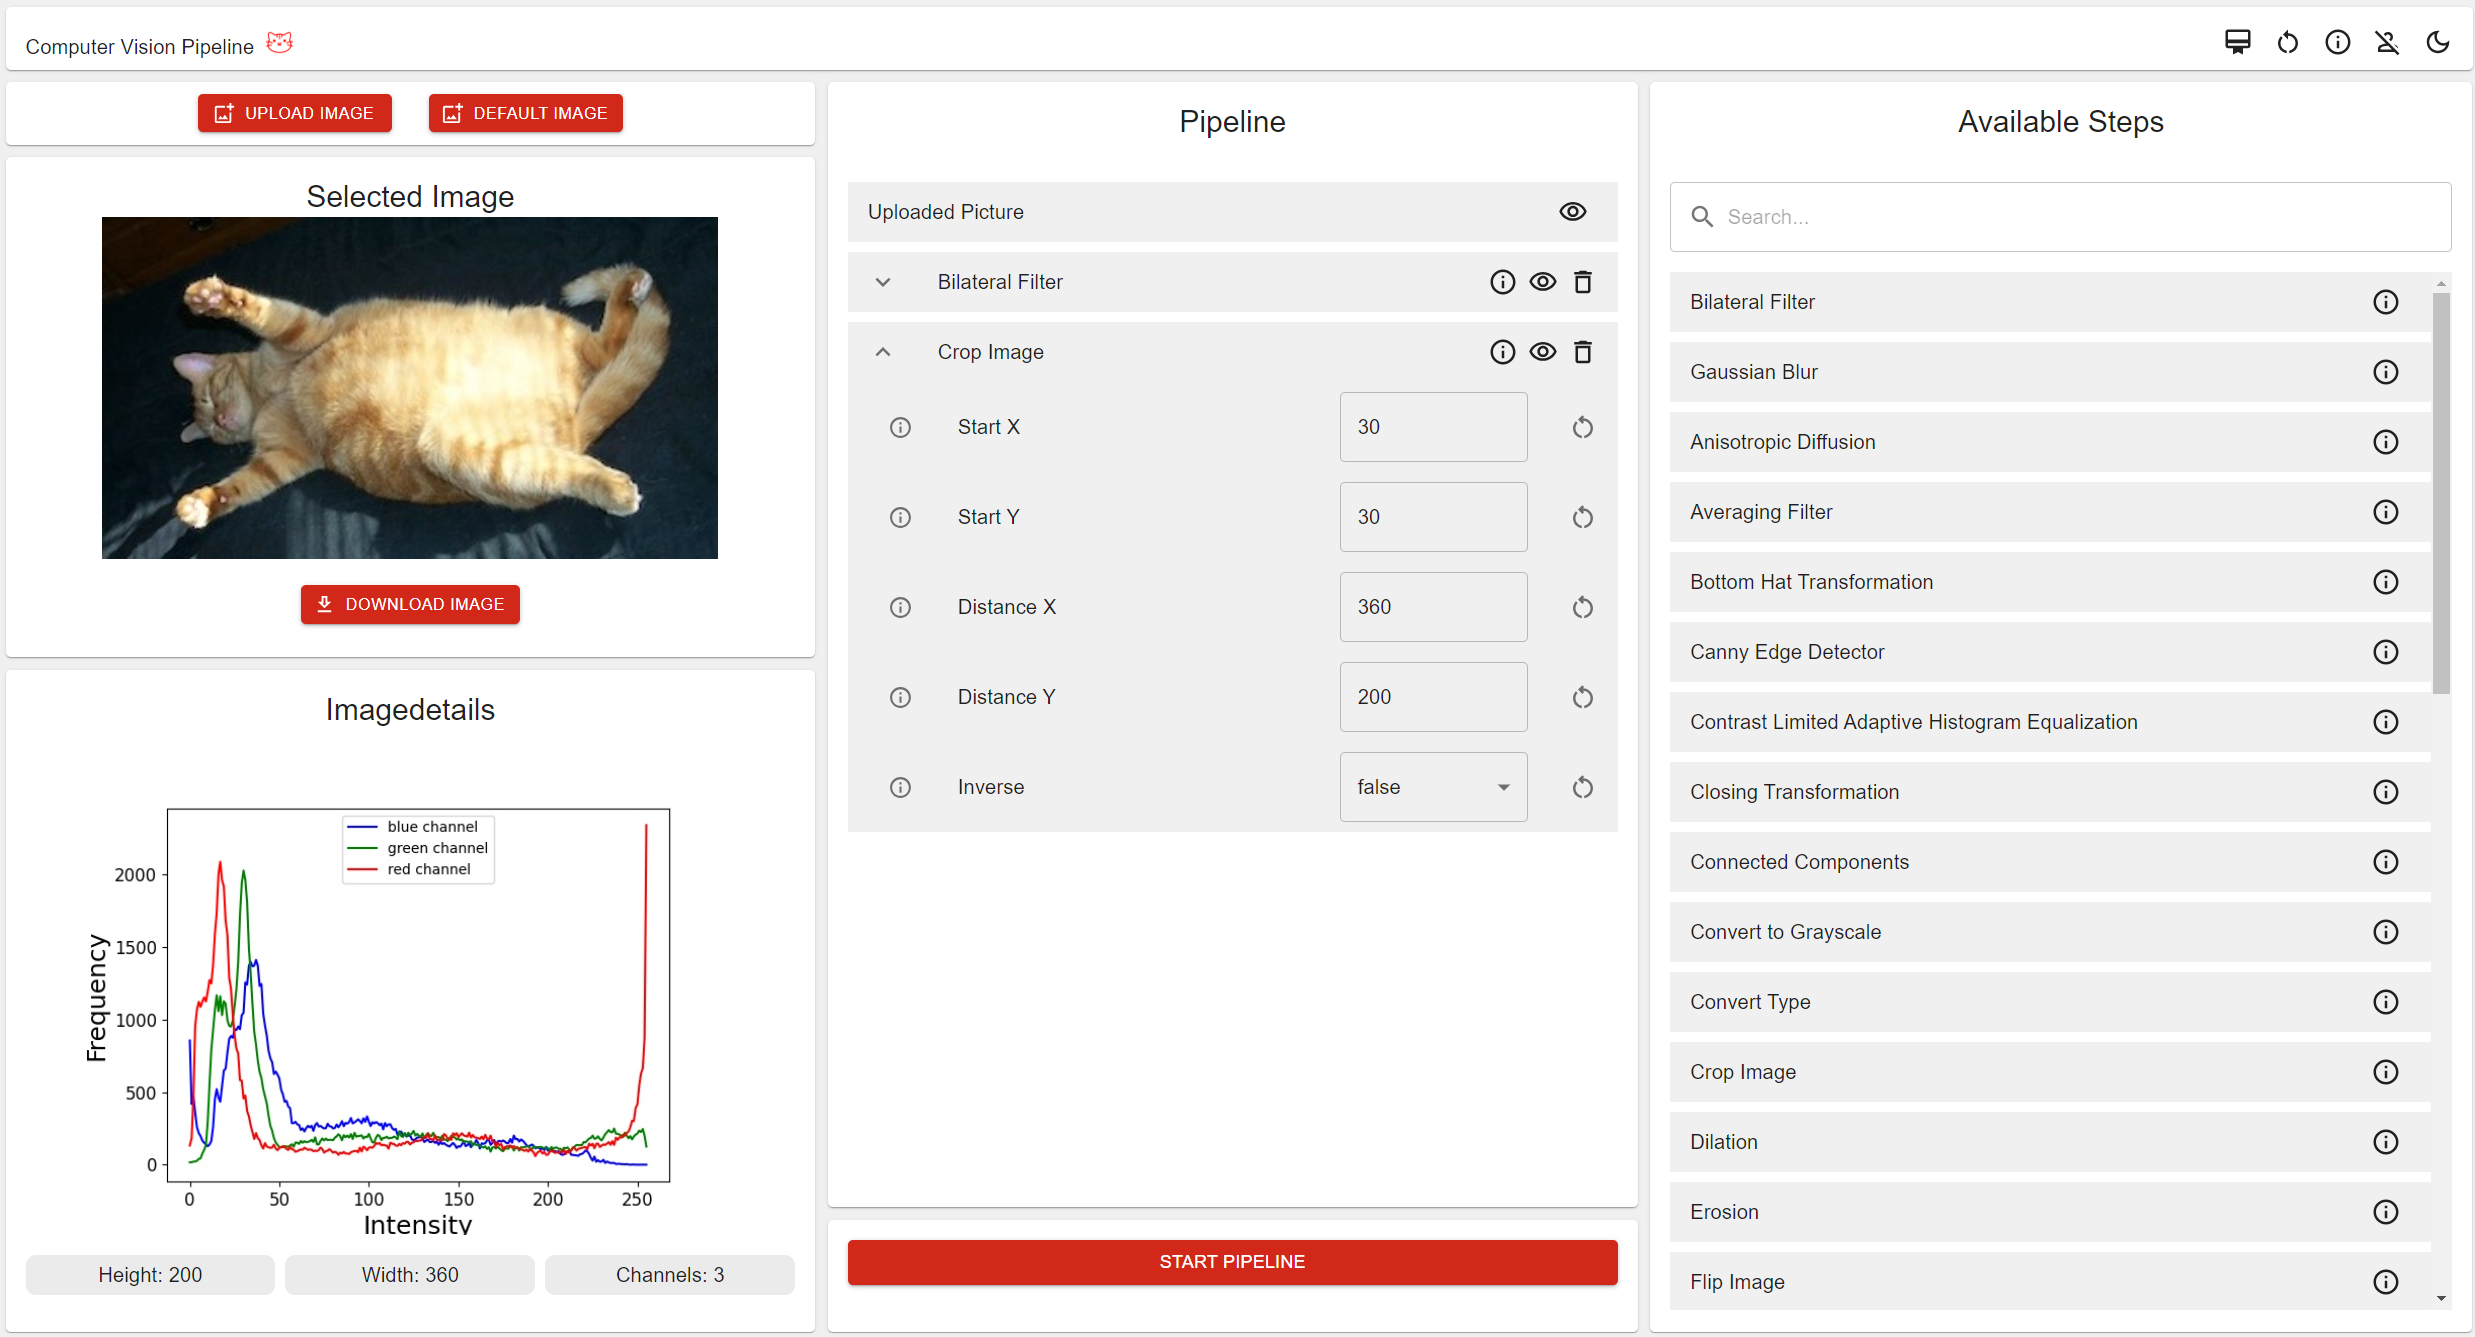 Computer Vision Pipeline
UPLOAD IMAGE
DEFAULT IMAGE
Selected Image
DOWNLOAD IMAGE
Imagedetails
blue channel
green channel
red channel
Frequency
2000
1500
1000
500
0
0 50 100 150 200 250
Intensity
Height: 200
Width: 360
Channels: 3
Pipeline
Uploaded Picture
Bilateral Filter
Crop Image
Start X 30
Start Y 30
Distance X 360
Distance Y 200
Inverse false
START PIPELINE
Available Steps
Search...
Bilateral Filter
Gaussian Blur
Anisotropic Diffusion
Averaging Filter
Bottom Hat Transformation
Canny Edge Detector
Contrast Limited Adaptive Histogram Equalization
Closing Transformation
Connected Components
Convert to Grayscale
Convert Type
Crop Image
Dilation
Erosion
Flip Image